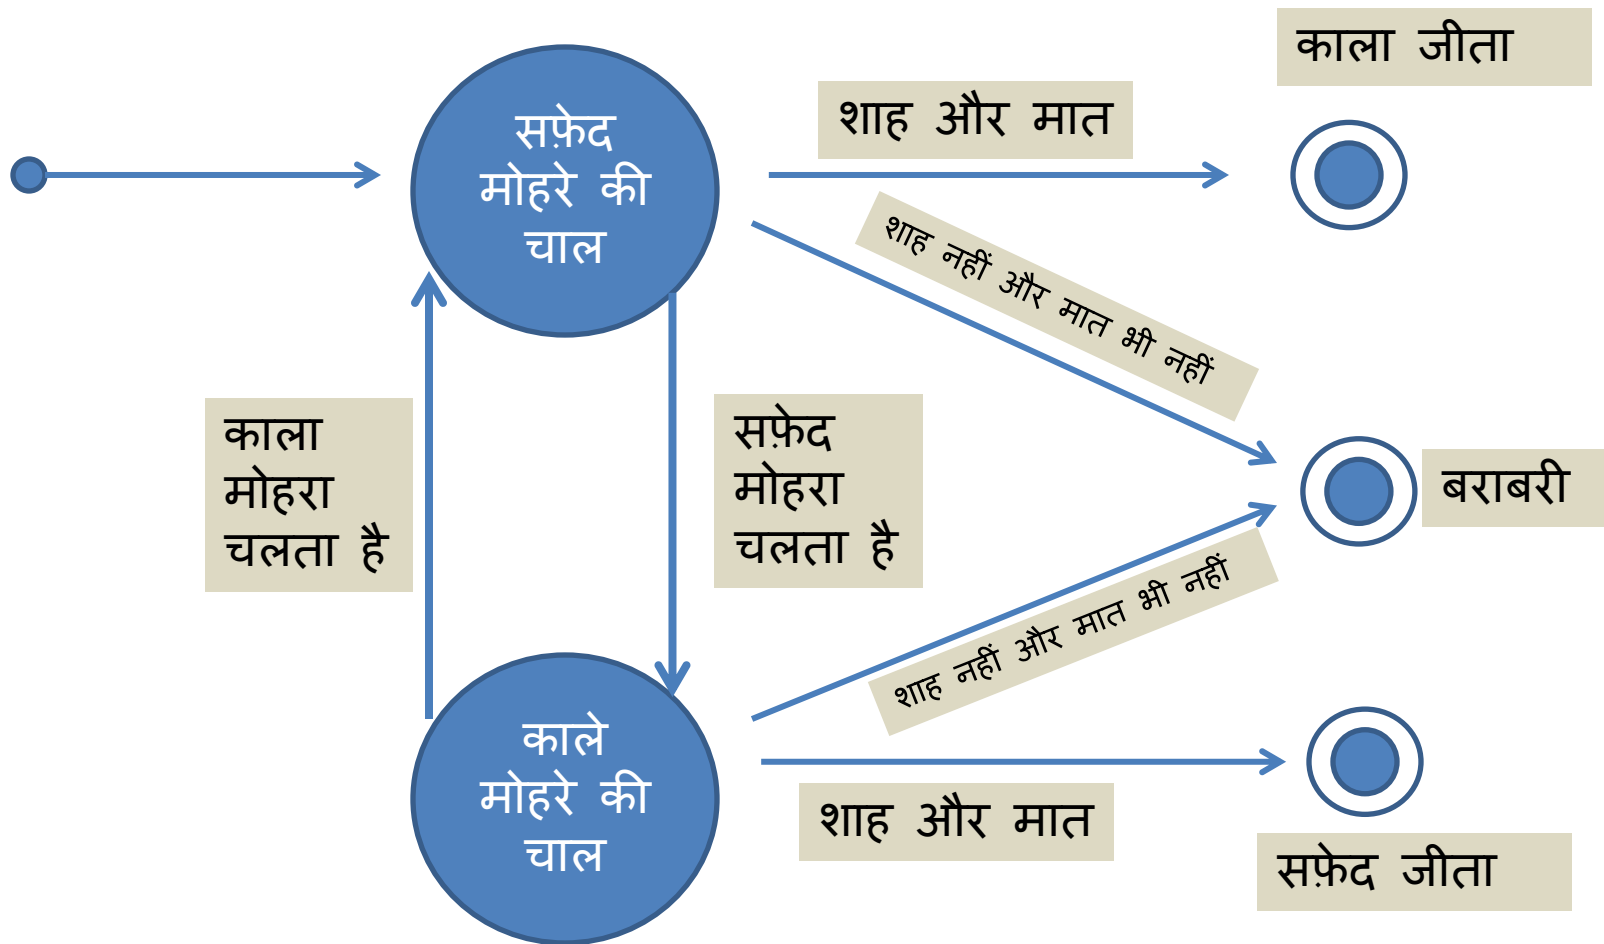 काला जीता
शाह और मात
सफ़ेद
मोहरे की
चाल
शाह नहीं और मात भी नहीं
काला
मोहरा
चलता है
सफ़ेद
मोहरा
चलता है
बराबरी
शाह नहीं और मात भी नहीं
काले
मोहरे की
चाल
शाह और मात
सफ़ेद जीता